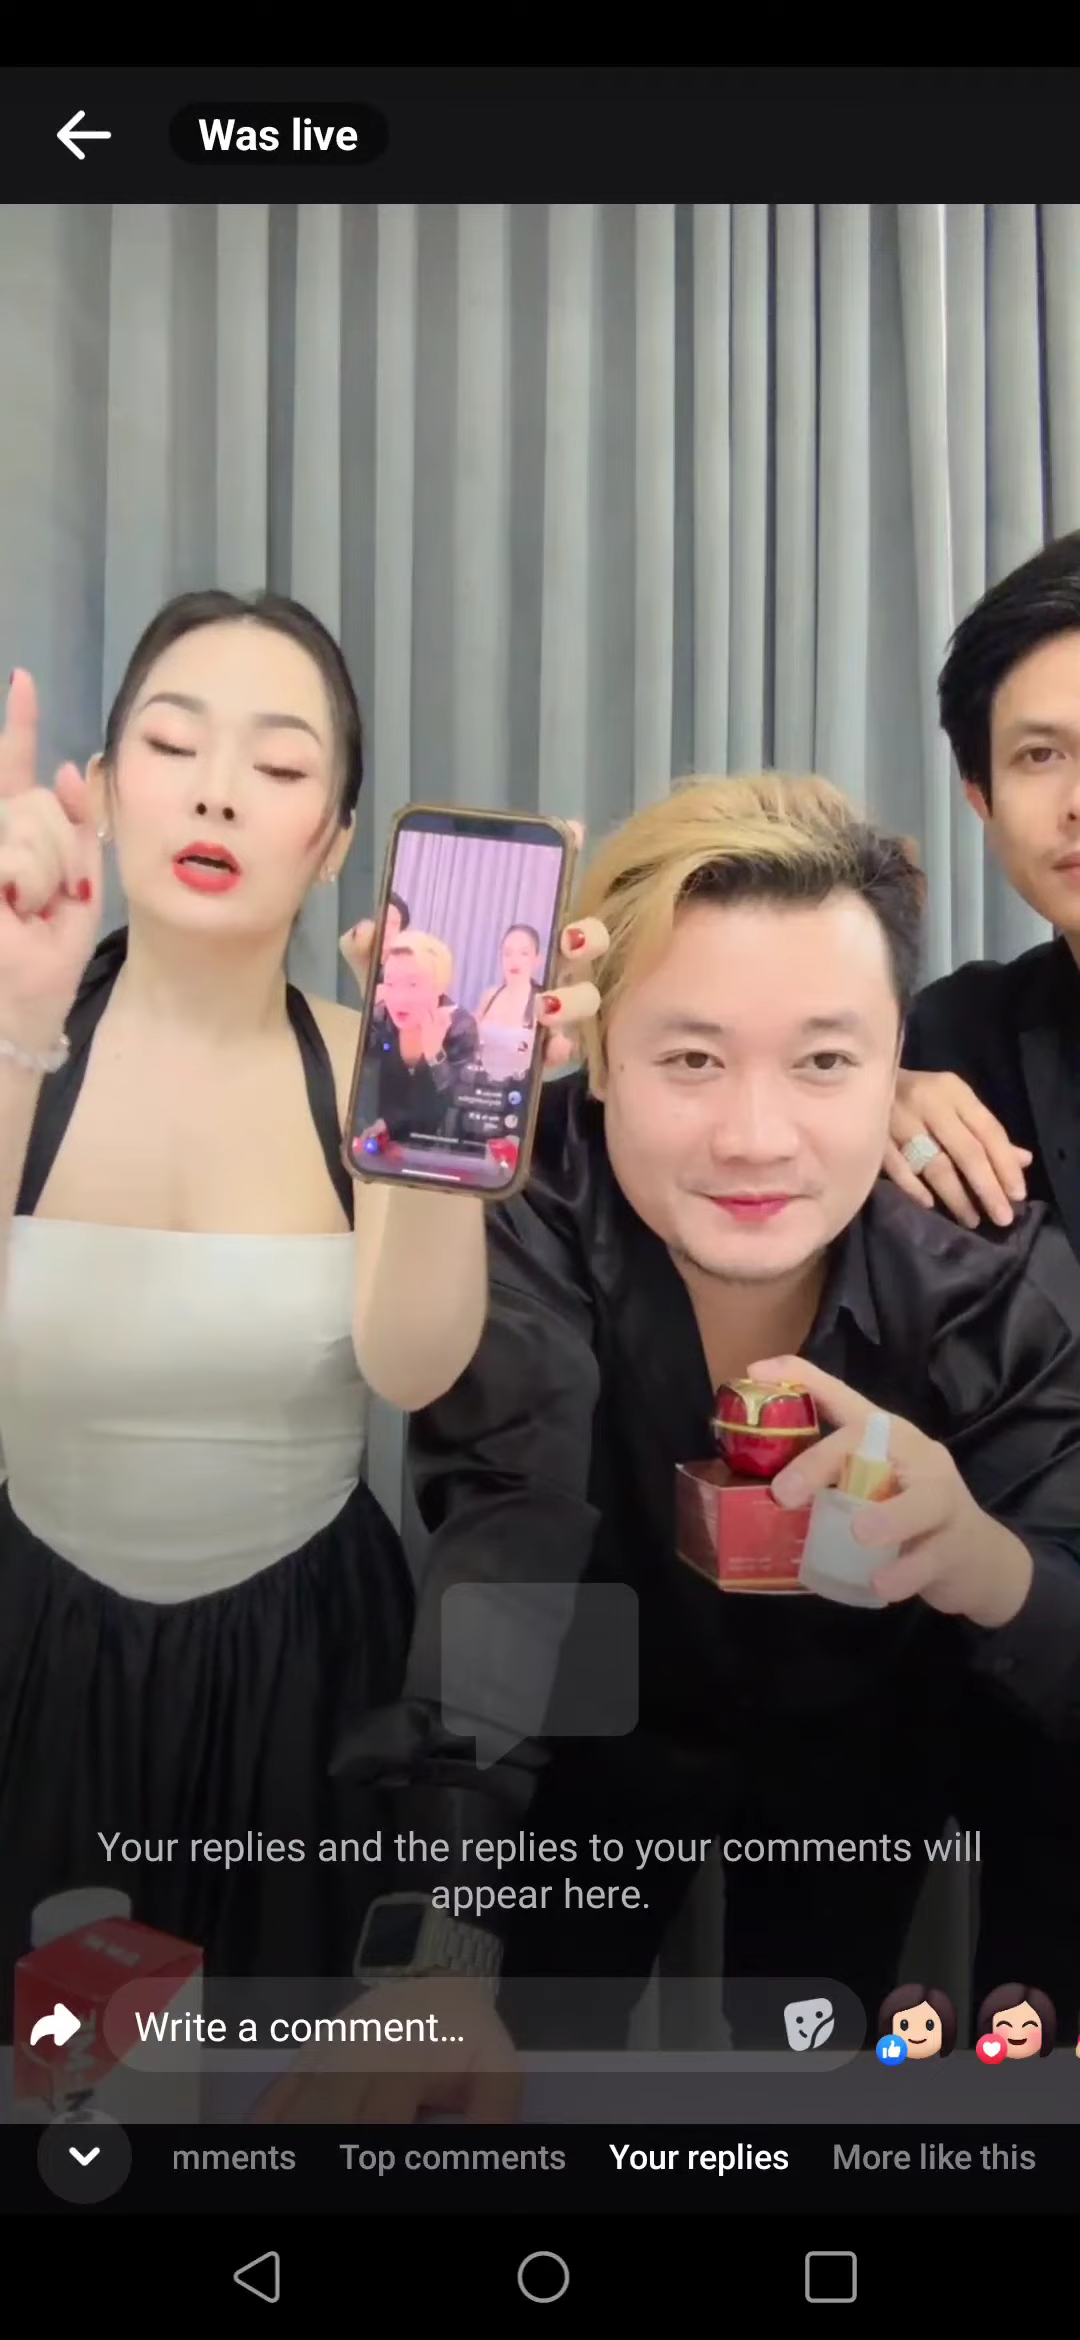 Was live
Your replies and the replies to your comments will
appear here.
Write a comment...
mments
Top comments
Your replies
More like this